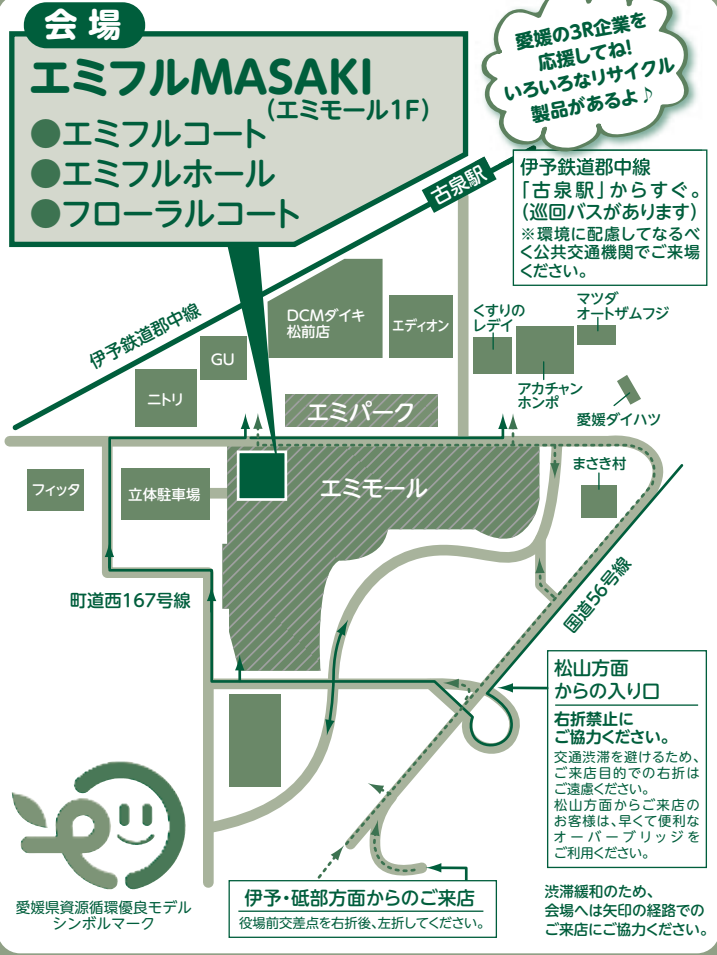 会場
エミフルMASAKI
(エミモール1F)
●エミフルコート
●エミフルホール
●フローラルコート
愛媛の3R企業を
応援してね!
いろいろなリサイクル
製品があるよ♪
古泉駅
伊予鉄道郡中線
「古泉駅」からすぐ。
(巡回バスがあります)
※環境に配慮してなるべ
く公共交通機関でご来場
ください。
伊予鉄道郡中線
DCMダイキ
松前店
エディオン
くすりの
レデイ
マツダ
オートザムフジ
GU
ニトリ
アカチャン
ホンポ
エミパーク
愛媛ダイハツ
フィッタ
立体駐車場
エミモール
まさき村
町道西167号線
国道56号線
松山方面
からの入り口
右折禁止に
ご協力ください。
交通渋滞を避けるため、
ご来店目的での右折は
ご遠慮ください。
松山方面からご来店の
お客様は、早くて便利な
オーバーブリッジを
ご利用ください。
愛媛県資源循環優良モデル
シンボルマーク
伊予・砥部方面からのご来店
役場前交差点を右折後、左折してください。
渋滞緩和のため、
会場へは矢印の経路での
ご来店にご協力ください。